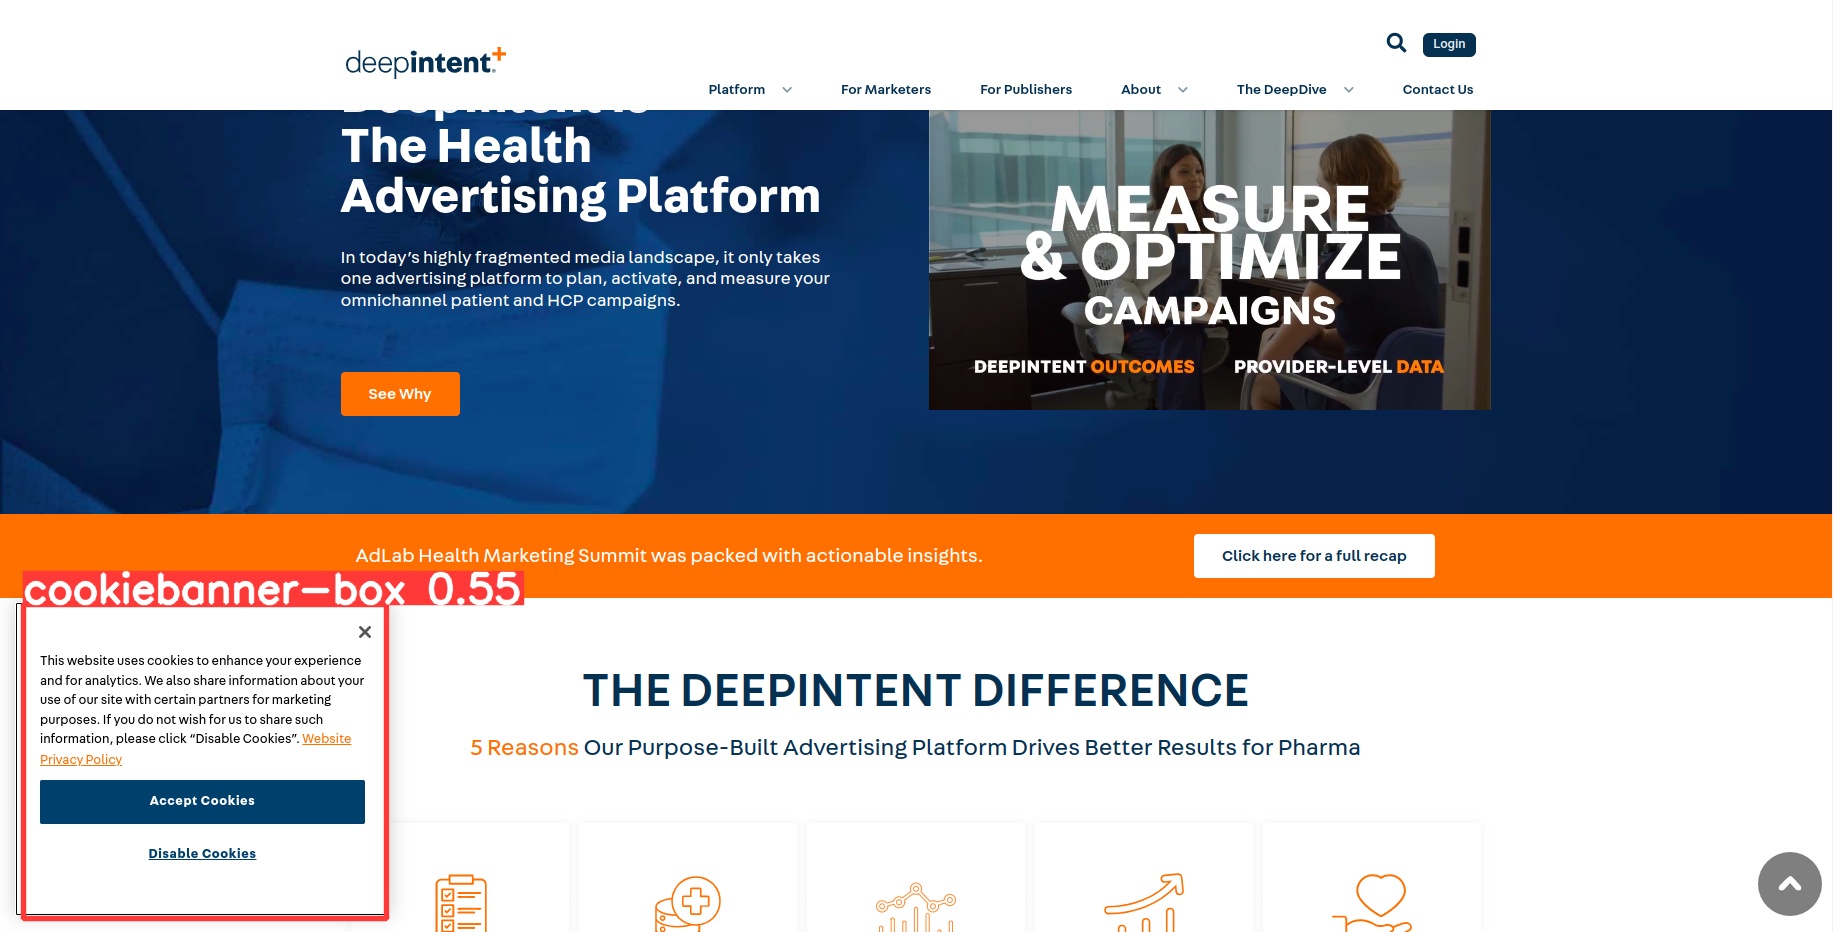 deepintent+
Login
Platform
For Marketers
For Publishers
About
The DeepDive
Contact Us
DeepIntent is
The Health
Advertising Platform
In today's highly fragmented media landscape, it only takes
one advertising platform to plan, activate, and measure your
omnichannel patient and HCP campaigns.
See Why
MEASURE
& OPTIMIZE
CAMPAIGNS
DEEPINTENT OUTCOMES
PROVIDER-LEVEL DATA
AdLab Health Marketing Summit was packed with actionable insights.
Click here for a full recap
cookiebanner-box 0.55
This website uses cookies to enhance your experience
and for analytics. We also share information about your
use of our site with certain partners for marketing
purposes. If you do not wish for us to share such
information, please click “Disable Cookies”. Website
Privacy Policy
Accept Cookies
Disable Cookies
THE DEEPINTENT DIFFERENCE
5 Reasons Our Purpose-Built Advertising Platform Drives Better Results for Pharma